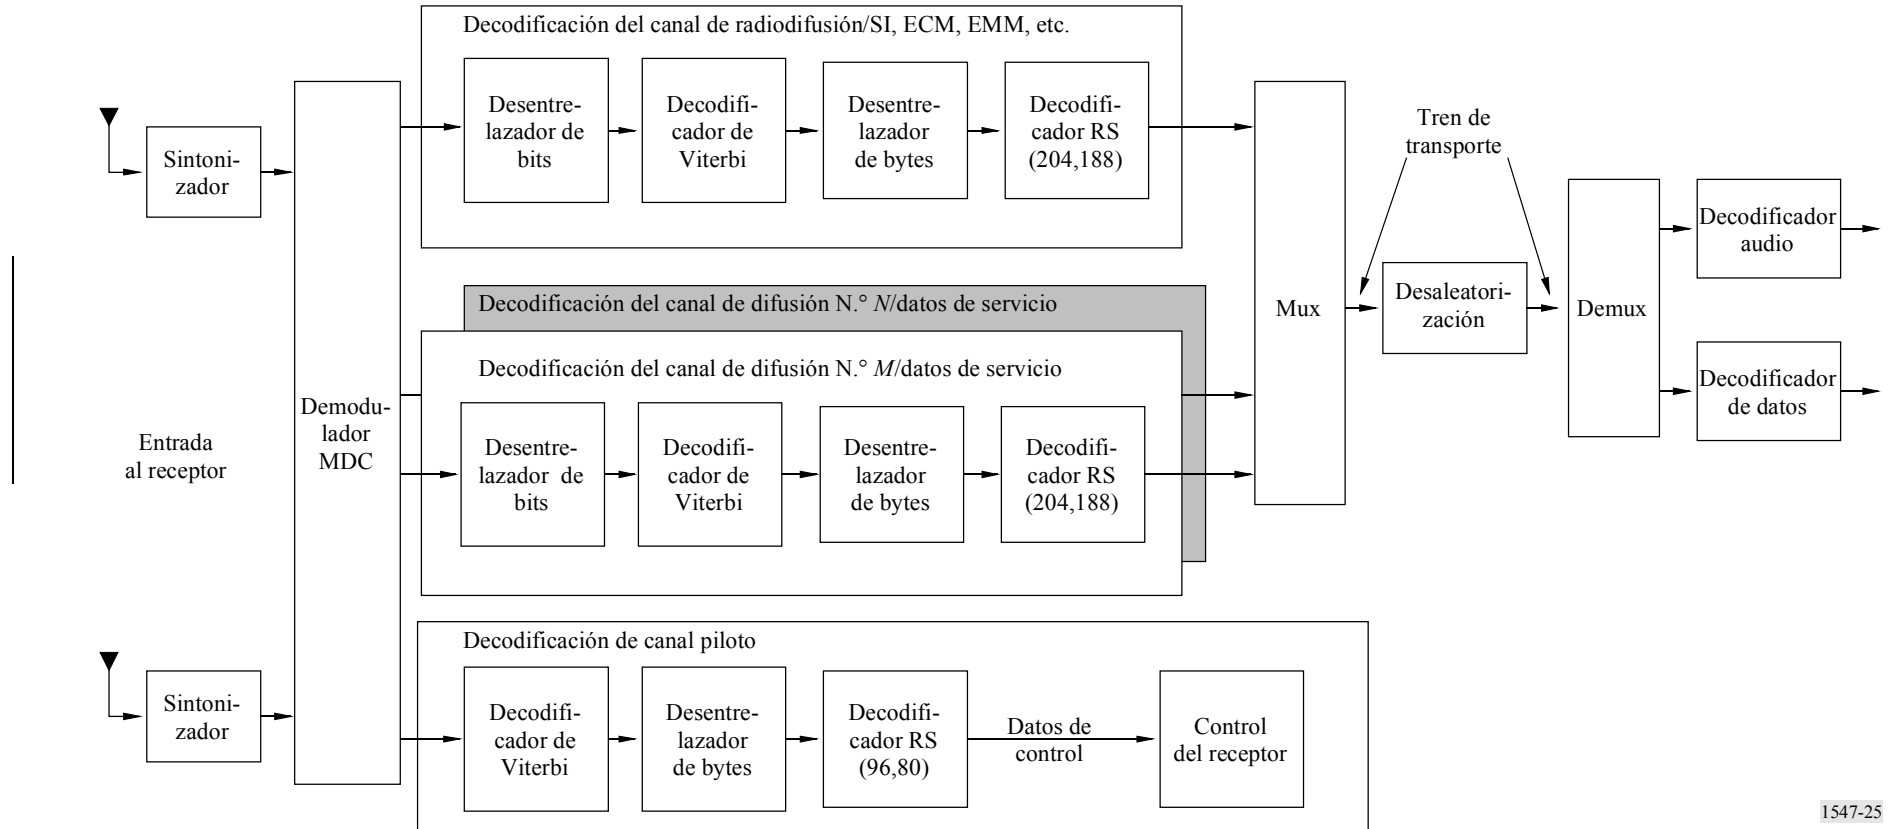 Decodificación del canal de radiodifusión/SI, ECM, EMM, etc.
Desentre-
lazador de
bits
Decodifi-
cador de
Viterbi
Desentre-
lazador
de bytes
Decodifi-
cador RS
(204,188)
Sintoni-
zador
Tren de
transporte
Decodificador
audio
Decodificación del canal de difusión N.° N/datos de servicio
Decodificación del canal de difusión N.° M/datos de servicio
Mux
Desaleatori-
zación
Demux
Decodificador
de datos
Entrada
al receptor
Demodu-
lador
MDC
Desentre-
lazador de
bits
Decodifi-
cador de
Viterbi
Desentre-
lazador
de bytes
Decodifi-
cador RS
(204,188)
Decodificación de canal piloto
Sintoni-
zador
Decodifi-
cador de
Viterbi
Desentre-
lazador
de bytes
Decodifi-
cador RS
(96,80)
Datos de
control
Control
del receptor
1547-25